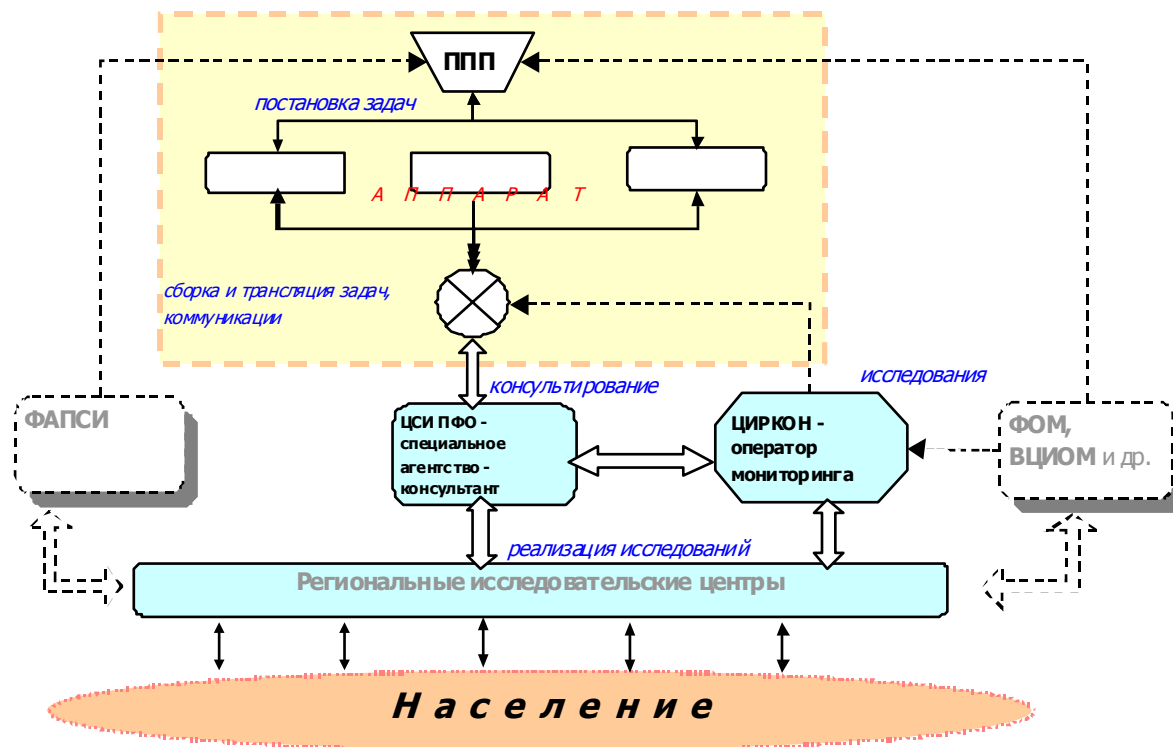 ППП
постановка задач
А П П А Р А Т
сборка и трансляция задач,
коммуникации
консультирование
исследования
ФАПСИ
ЦСИ ПФО -
специальное
агентство -
консультант
ЦИРКОН -
оператор
мониторинга
ФОМ,
ВЦИОМ и др.
реализация исследований
Региональные исследовательские центры
Население